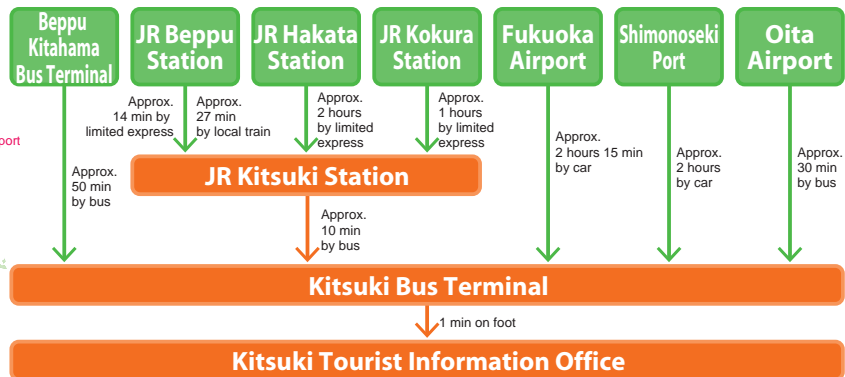 Beppu
Kitahama
Bus Terminal
JR Beppu
Station
JR Hakata
Station
JR Kokura
Station
Fukuoka
Airport
Shimonoseki
Port
Oita
Airport
Approx.
14 min by
limited express
Approx.
27 min
by local train
Approx.
2 hours
by limited
express
Approx.
1 hours
by limited
express
port
Approx.
50 min
by bus
JR Kitsuki Station
Approx.
2 hours 15 min
by car
Approx.
2 hours
by car
Approx.
30 min
by bus
Approx.
10 min
by bus
Kitsuki Bus Terminal
1 min on foot
Kitsuki Tourist Information Office